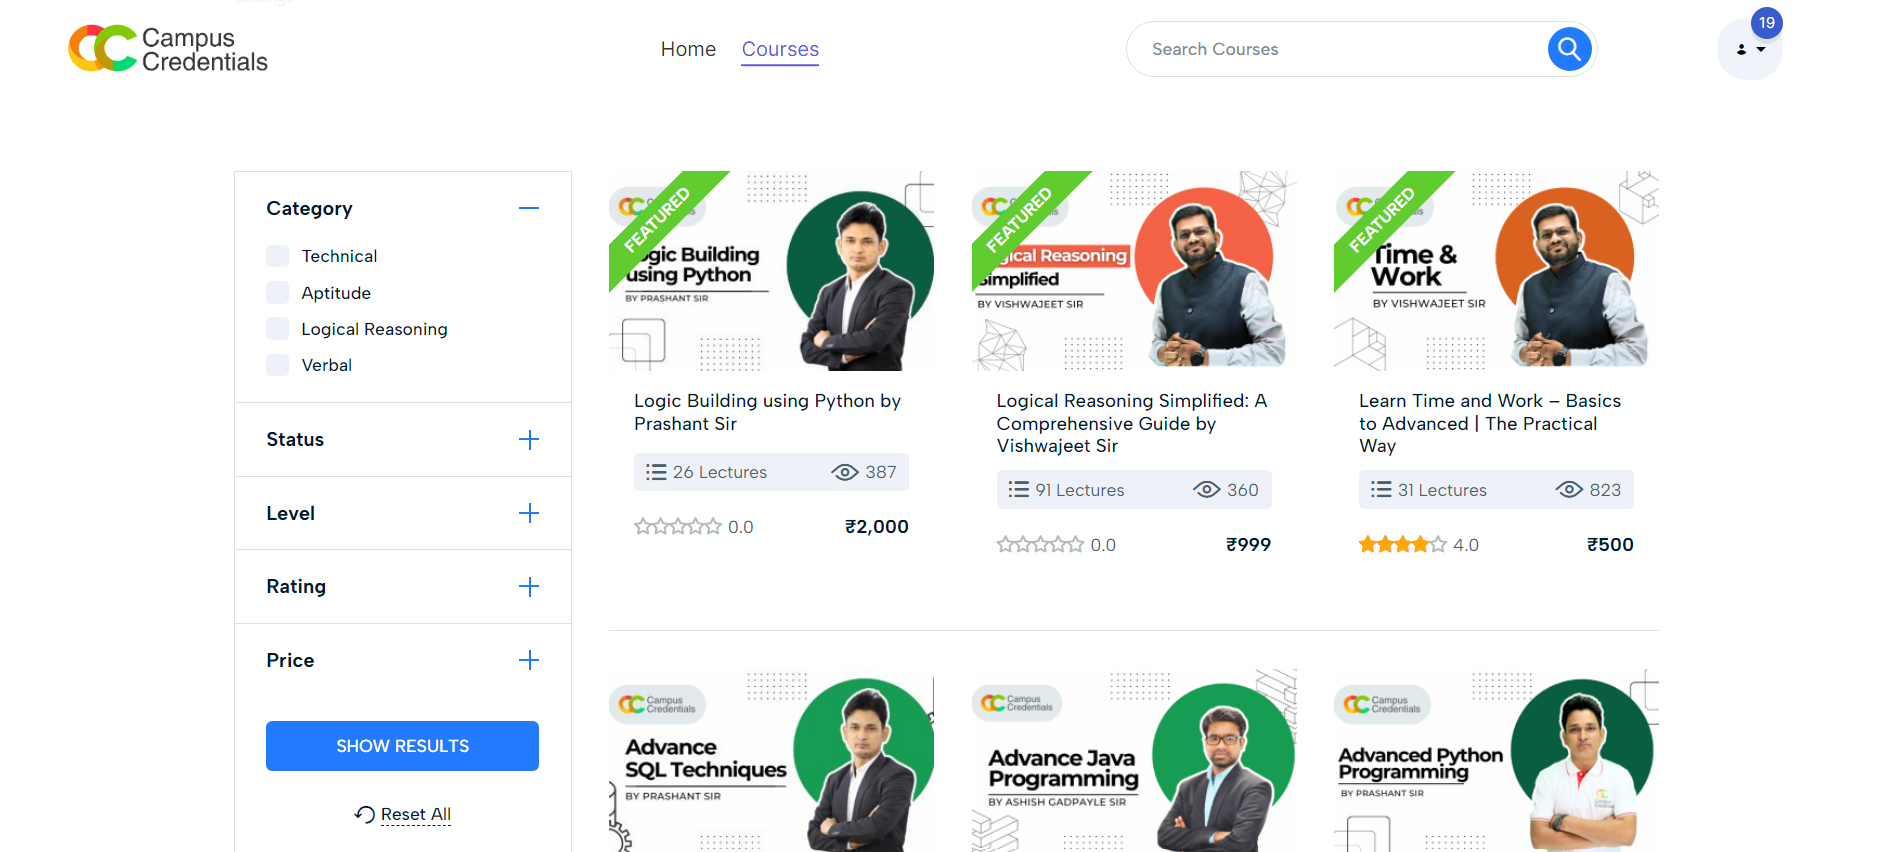 Campus
Credentials
Home
Courses
Search Courses
19
Category
Technical
Aptitude
Logical Reasoning
Verbal
Status
Level
Rating
Price
SHOW RESULTS
Reset All
FEATURED
Logic Building
using Python
BY PRASHANT SIR
Logic Building using Python by
Prashant Sir
26 Lectures
387
0.0
₹2,000
FEATURED
Logical Reasoning
Simplified
BY VISHWAJEET SIR
Logical Reasoning Simplified: A
Comprehensive Guide by
Vishwajeet Sir
91 Lectures
360
0.0
₹999
FEATURED
Time &
Work
BY VISHWAJEET SIR
Learn Time and Work – Basics
to Advanced | The Practical
Way
31 Lectures
823
4.0
₹500
Campus
Credentials
Advance
SQL Techniques
BY PRASHANT SIR
Campus
Credentials
Advance Java
Programming
BY ASHISH GADPAYLE SIR
Campus
Credentials
Advanced Python
Programming
BY PRASHANT SIR